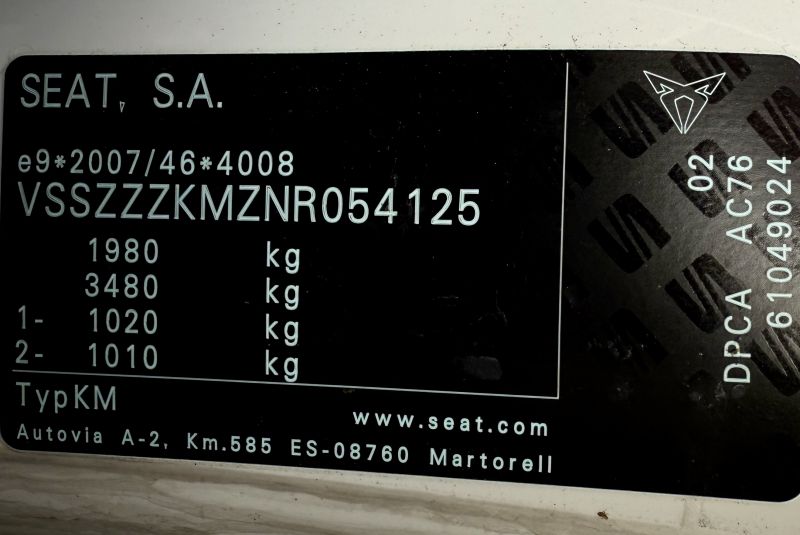 SEAT, S.A.
e9*2007/46*4008
VSSZZZKMZNR054125
1980 kg
3480 kg
1- 1020 kg
2- 1010 kg
TypKM
www.seat.com
Autovia A-2, Km.585 ES-08760 Martorell
02
DPCA AC76
61049024